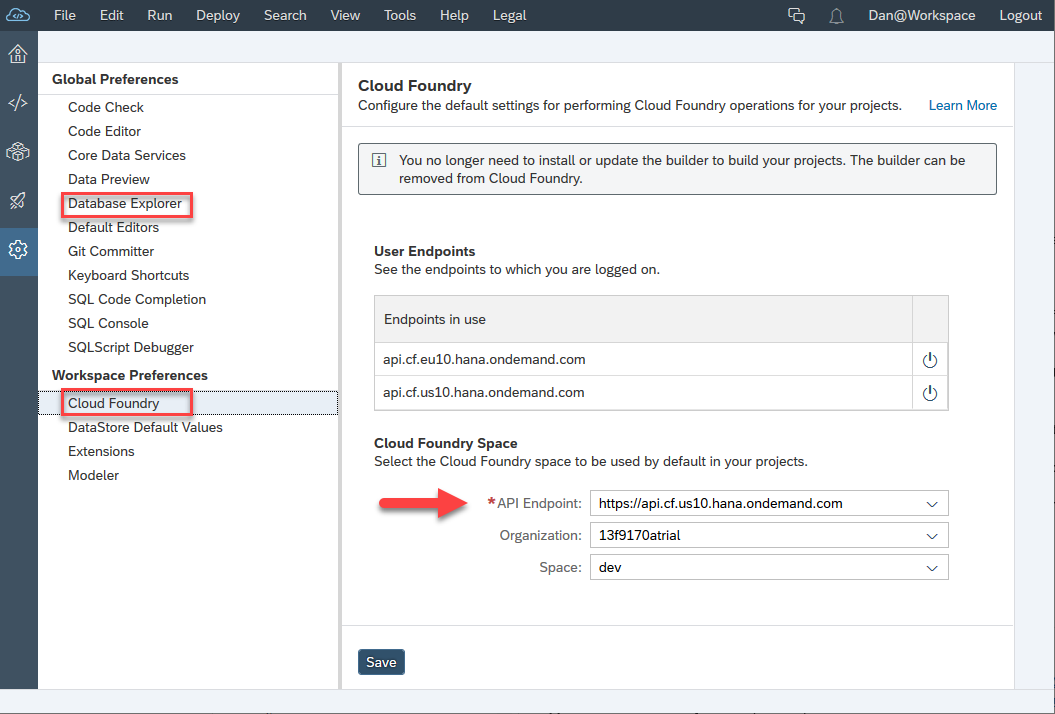 File Edit Run Deploy Search View Tools Help Legal Dan@Workspace Logout
Global Preferences
Code Check
Code Editor
Core Data Services
Data Preview
Database Explorer
Default Editors
Git Committer
Keyboard Shortcuts
SQL Code Completion
SQL Console
SQLScript Debugger
Workspace Preferences
Cloud Foundry
DataStore Default Values
Extensions
Modeler
Cloud Foundry
Configure the default settings for performing Cloud Foundry operations for your projects. Learn More
You no longer need to install or update the builder to build your projects. The builder can be
removed from Cloud Foundry.
User Endpoints
See the endpoints to which you are logged on.
Endpoints in use
api.cf.eu10.hana.ondemand.com
api.cf.us10.hana.ondemand.com
Cloud Foundry Space
Select the Cloud Foundry space to be used by default in your projects.
*API Endpoint: https://api.cf.us10.hana.ondemand.com
Organization: 13f9170atrial
Space: dev
Save